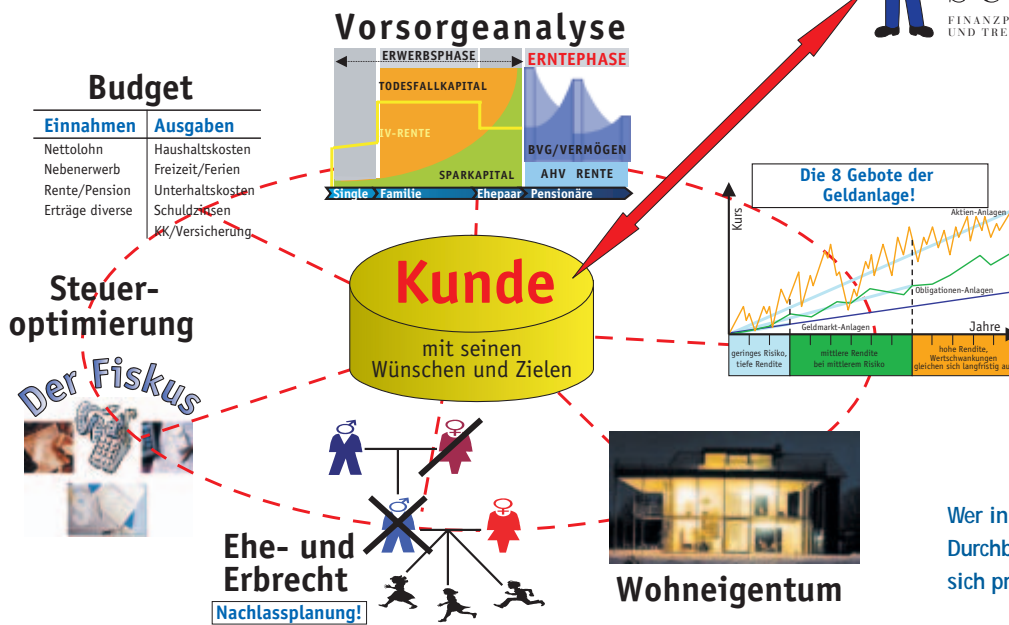 Vorsorgeanalyse
ERWERBSPHASE
ERNTEPHASE
TODESFALLKAPITAL
IV-RENTE
SPARKAPITAL
BVG/VERMÖGEN
AHV RENTE
Single
Familie
Ehepaar
Pensionäre
FINANZP
UND TRE
Budget
Einnahmen
Ausgaben
Nettolohn
Haushaltskosten
Nebenerwerb
Freizeit/Ferien
Rente/Pension
Unterhaltskosten
Erträge diverse
Schuldzinsen
KK/Versicherung
Die 8 Gebote der
Geldanlage!
Kurs
Aktien-Anlagen
Obligationen-Anlagen
Geldmarkt-Anlagen
Jahre
geringes Risiko,
tiefe Rendite
mittlere Rendite
bei mittlerem Risiko
hohe Rendite,
Wertschwankungen
gleichen sich langfristig au
Kunde
mit seinen
Wünschen und Zielen
Steuer-
optimierung
Der Fiskus
Ehe- und
Erbrecht
Nachlassplanung!
Wohneigentum
Wer in
Durchb
sich pr